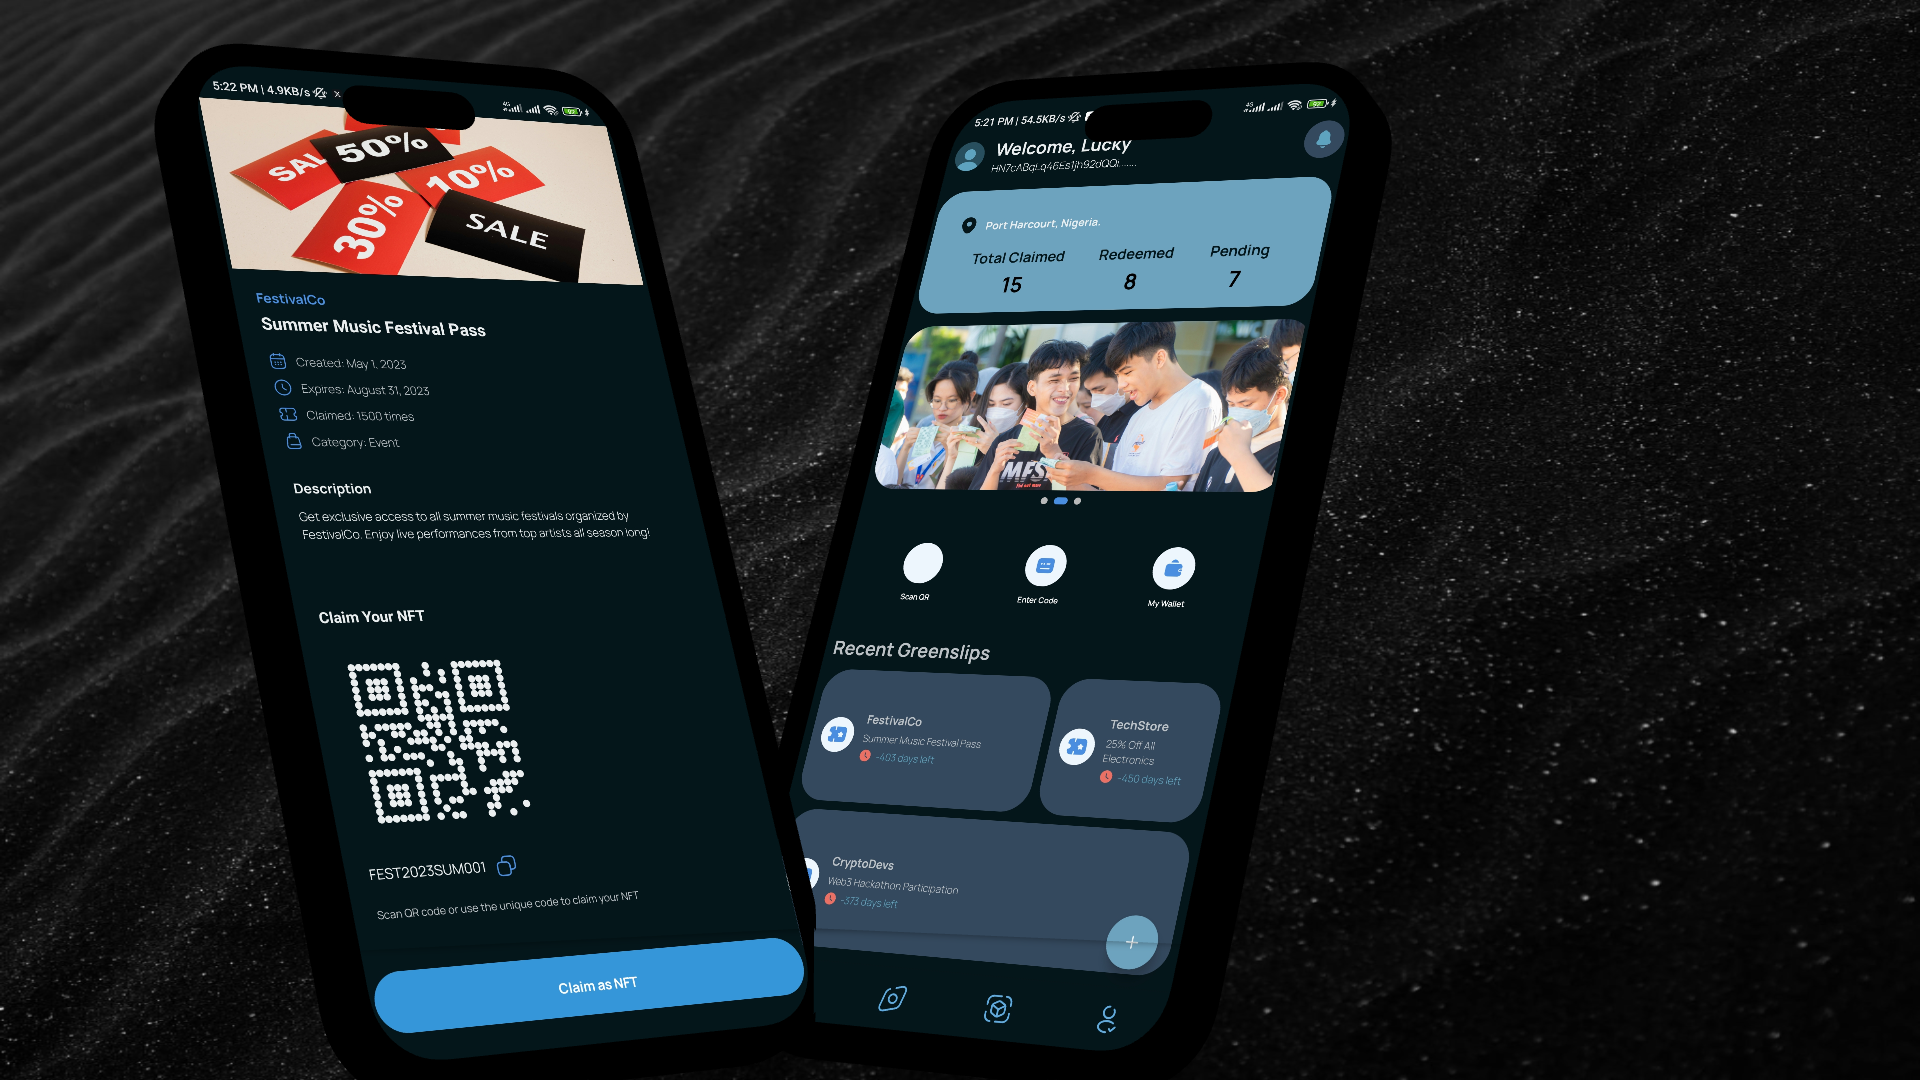 5:22 PM | 4.9KB/s
SALE
50%
10%
30%
SALE
FestivalCo
Summer Music Festival Pass
Created: May 1, 2023
Expires: August 31, 2023
Claimed: 1500 times
Category: Event
Description
Get exclusive access to all summer music festivals organized by
FestivalCo. Enjoy live performances from top artists all season long!
Claim Your NFT
FEST2023SUM001
Scan QR code or use the unique code to claim your NFT
Claim as NFT
5:21 PM | 54.5KB/s
Welcome, Lucky
Port Harcourt, Nigeria.
Total Claimed Redeemed Pending
15 8 7
MFS
Scan QR Enter Code My Wallet
Recent Greenslips
FestivalCo
Summer Music Festival Pass
-403 days left
TechStore
25% Off All
Electronics
-450 days left
CryptoDevs
Web3 Hackathon Participation
-373 days left